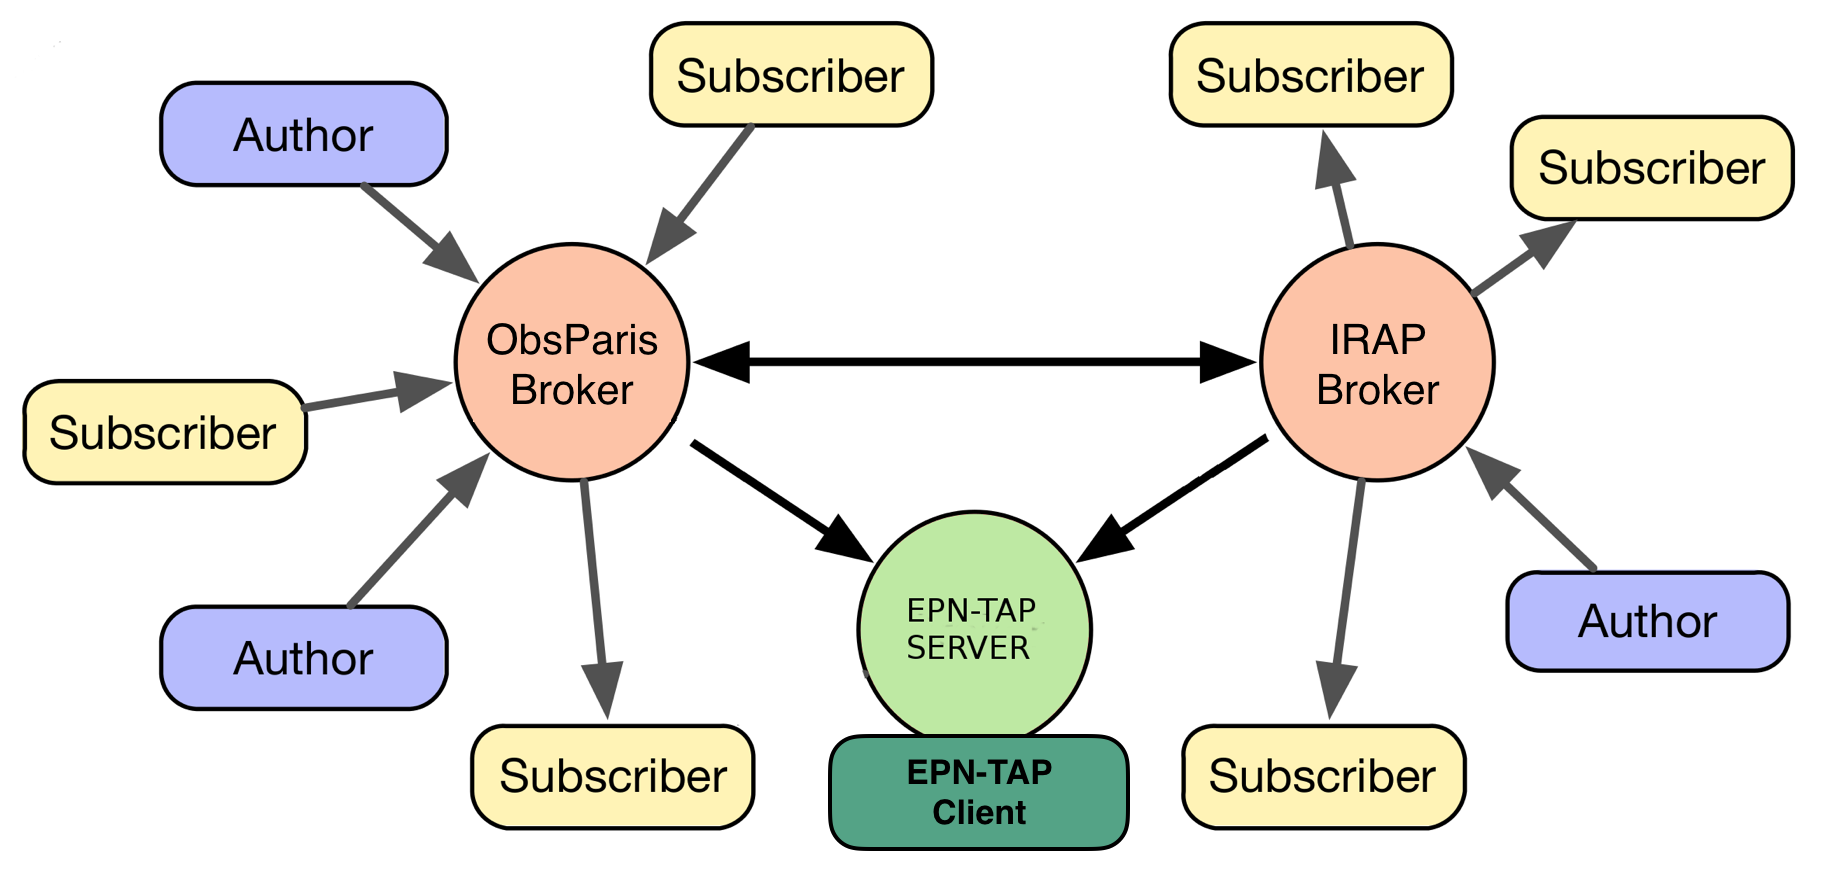 Subscriber
Subscriber
Author
Subscriber
ObsParis
Broker
IRAP
Broker
Subscriber
EPN-TAP
SERVER
Author
Author
Subscriber
EPN-TAP
Client
Subscriber